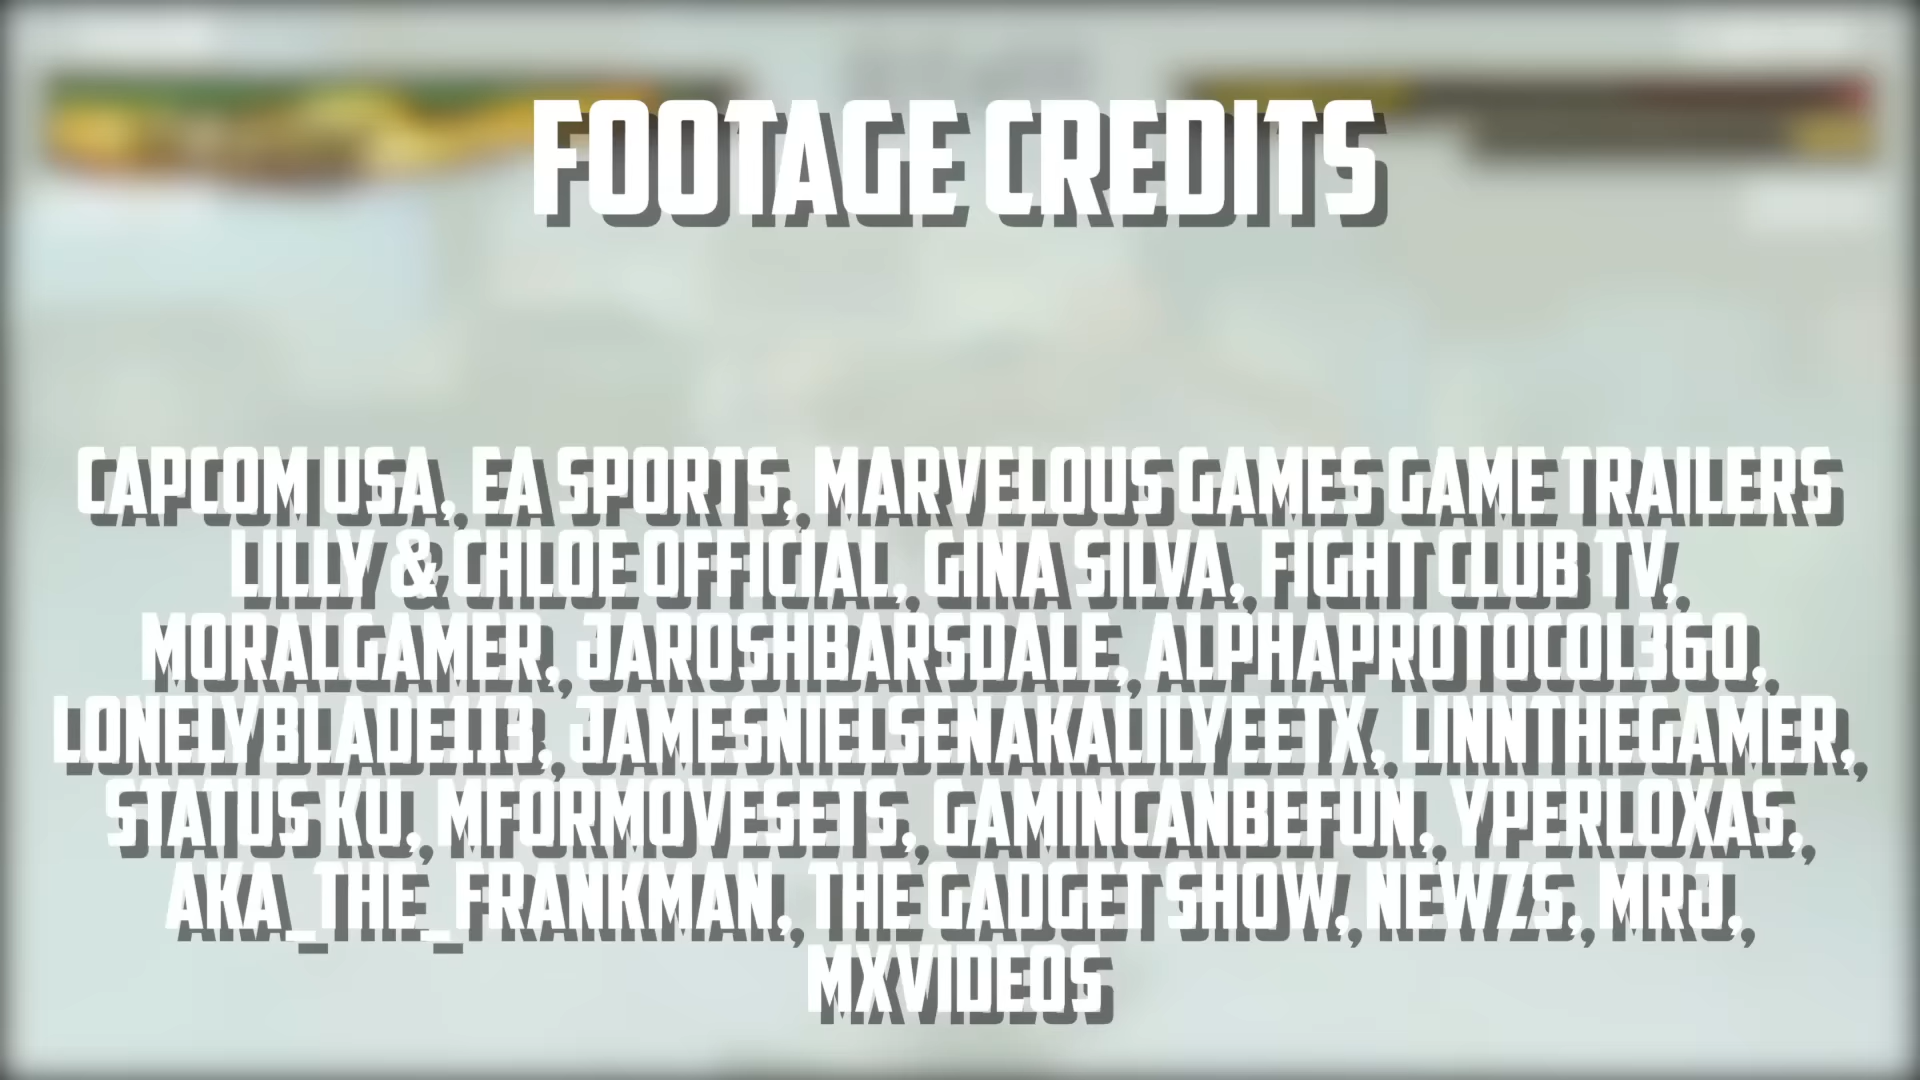 FOOTAGE CREDITS
CAPCOM USA, EA SPORTS, MARVELOUS GAMES GAME TRAILERS
LILLY & CHLOE OFFICIAL, GINA SILVA, FIGHT CLUB TV,
MORALGAMER, JAROSHBARSDALE, ALPHAPROTOCOL360,
LONELYBLADE113, JAMESNIELSENAKALILYEETX, LINNTHEGAMER,
STATUS KU, MFORMOVESETS, GAMINCANBEFUN, YPERLOXAS,
AKA_THE_FRANKMAN, THE GADGET SHOW, NEWZS, MRJ,
MXVIDEOS